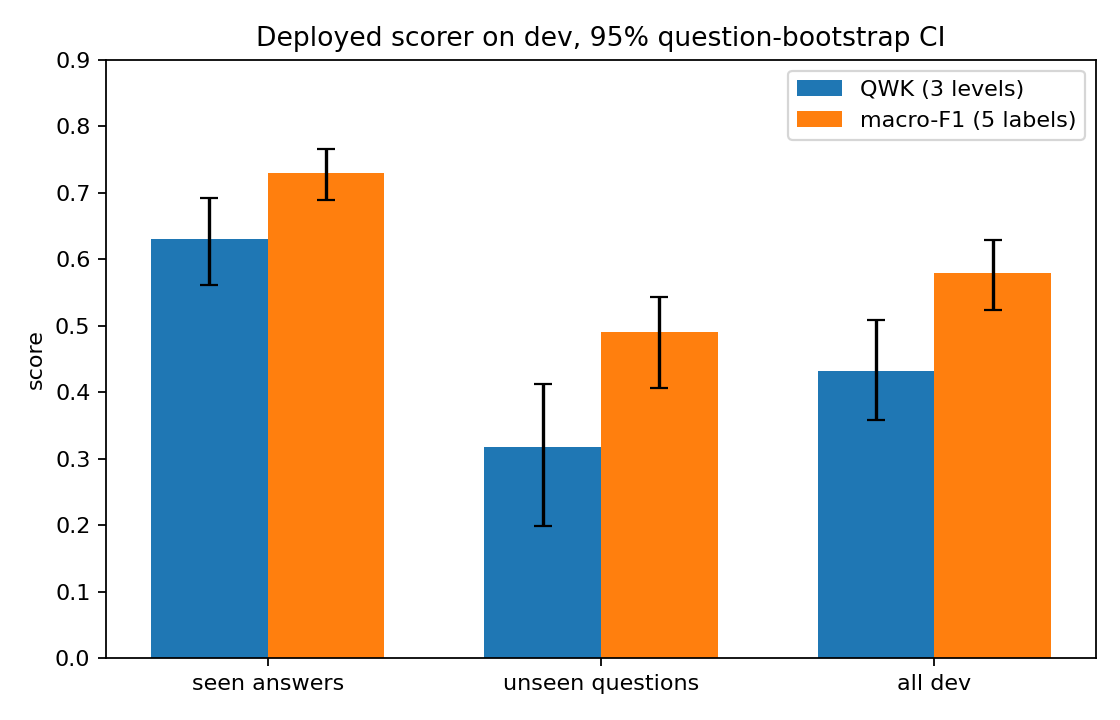 Deployed scorer on dev, 95% question-bootstrap CI
QWK (3 levels)
macro-F1 (5 labels)
score
0.9
0.8
0.7
0.6
0.5
0.4
0.3
0.2
0.1
0.0
seen answers
unseen questions
all dev